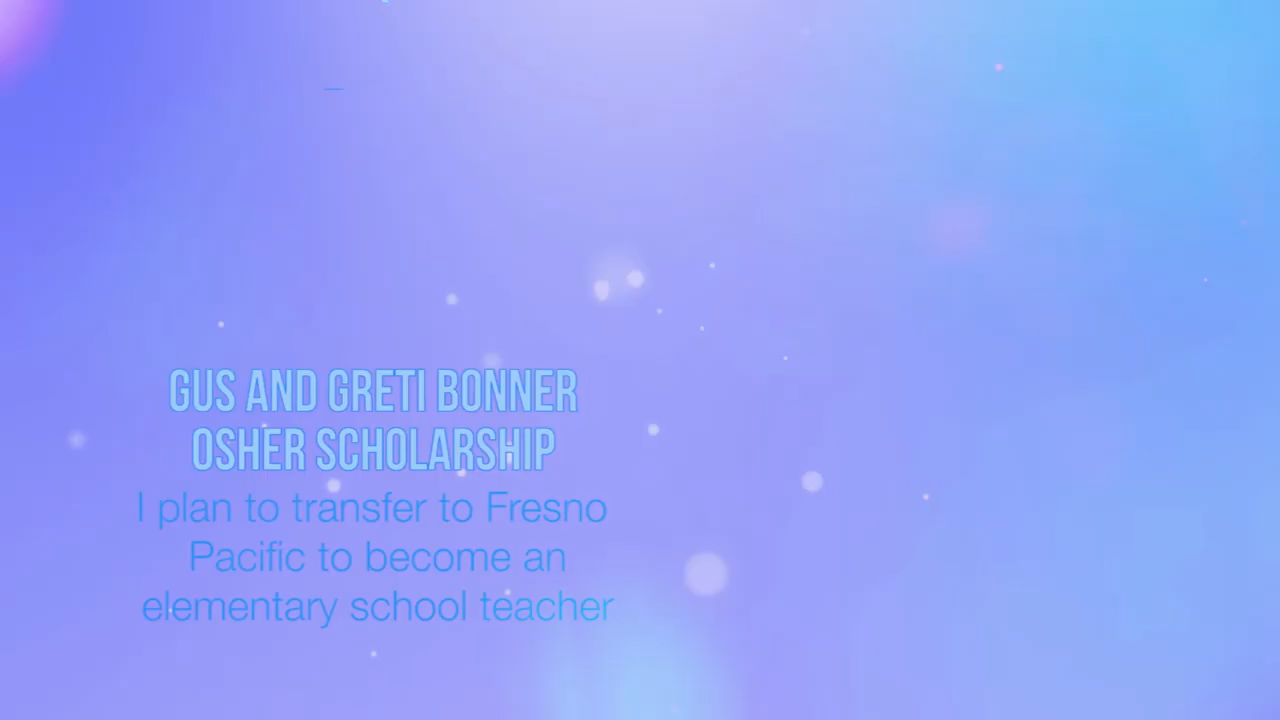 GUS AND GRETI BONNER
OSHER SCHOLARSHIP
I plan to transfer to Fresno
Pacific to become an
elementary school teacher